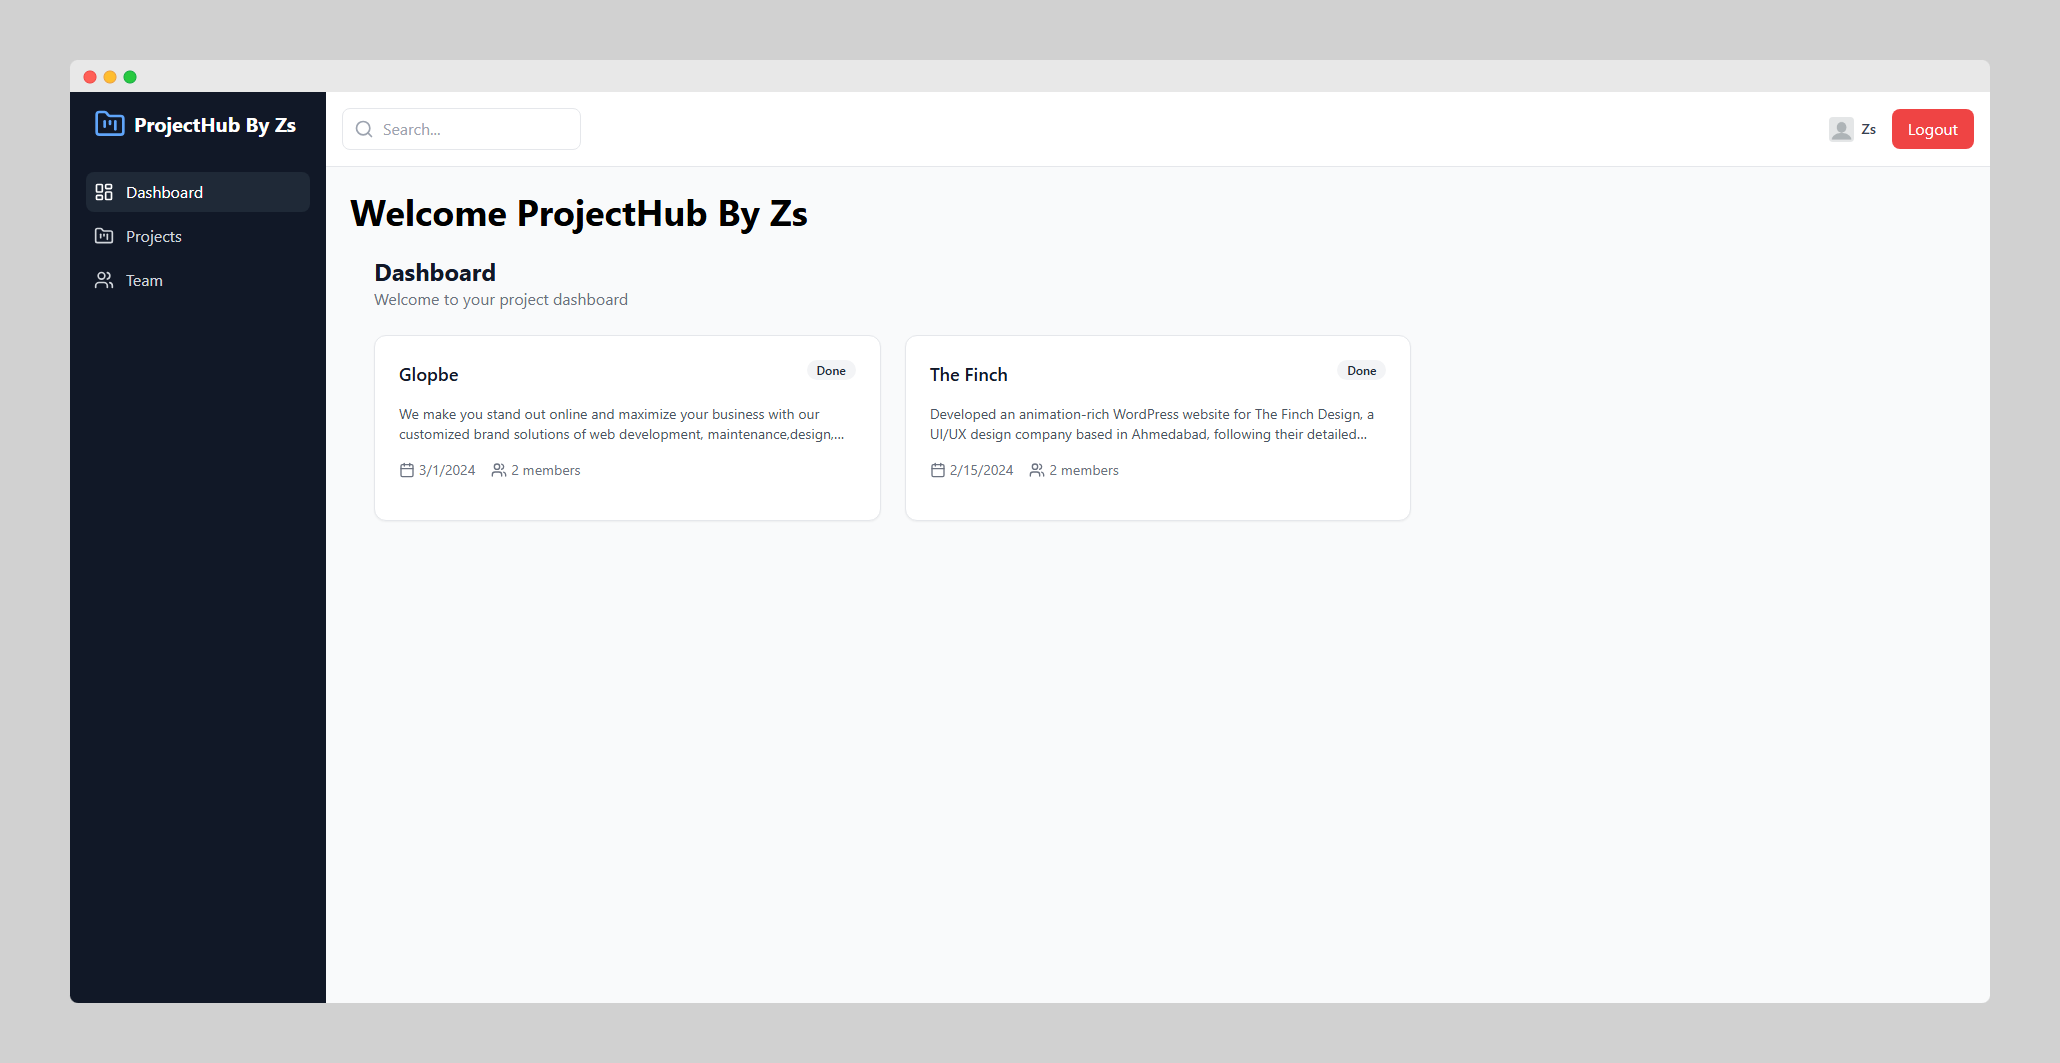 ProjectHub By Zs
Dashboard
Projects
Team
Search...
Zs
Logout
Welcome ProjectHub By Zs
Dashboard
Welcome to your project dashboard
Glopbe
Done
We make you stand out online and maximize your business with our
customized brand solutions of web development, maintenance,design,...
3/1/2024
2 members
The Finch
Done
Developed an animation-rich WordPress website for The Finch Design, a
UI/UX design company based in Ahmedabad, following their detailed...
2/15/2024
2 members